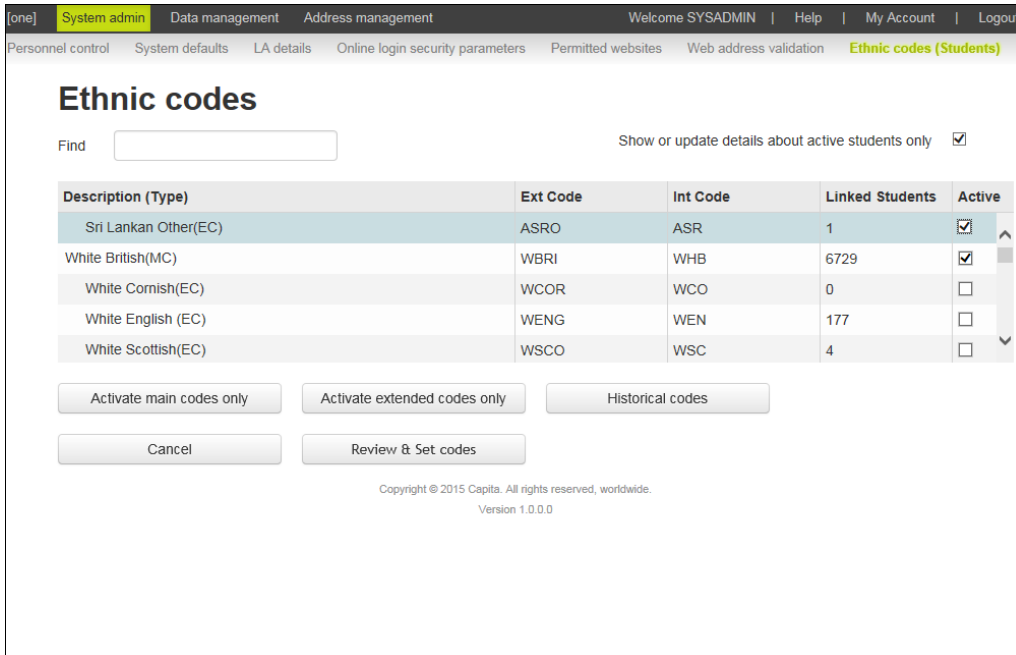 [one] System admin Data management Address management Welcome SYSADMIN | Help | My Account | Logou
Personnel control System defaults LA details Online login security parameters Permitted websites Web address validation Ethnic codes (Students)
Ethnic codes
Find Show or update details about active students only
Description (Type) Ext Code Int Code Linked Students Active
Sri Lankan Other(EC) ASRO ASR 1
White British(MC) WBRI WHB 6729
White Cornish(EC) WCOR WCO 0
White English (EC) WENG WEN 177
White Scottish(EC) WSCO WSC 4
Activate main codes only Activate extended codes only Historical codes
Cancel Review & Set codes
Copyright © 2015 Capita. All rights reserved, worldwide.
Version 1.0.0.0